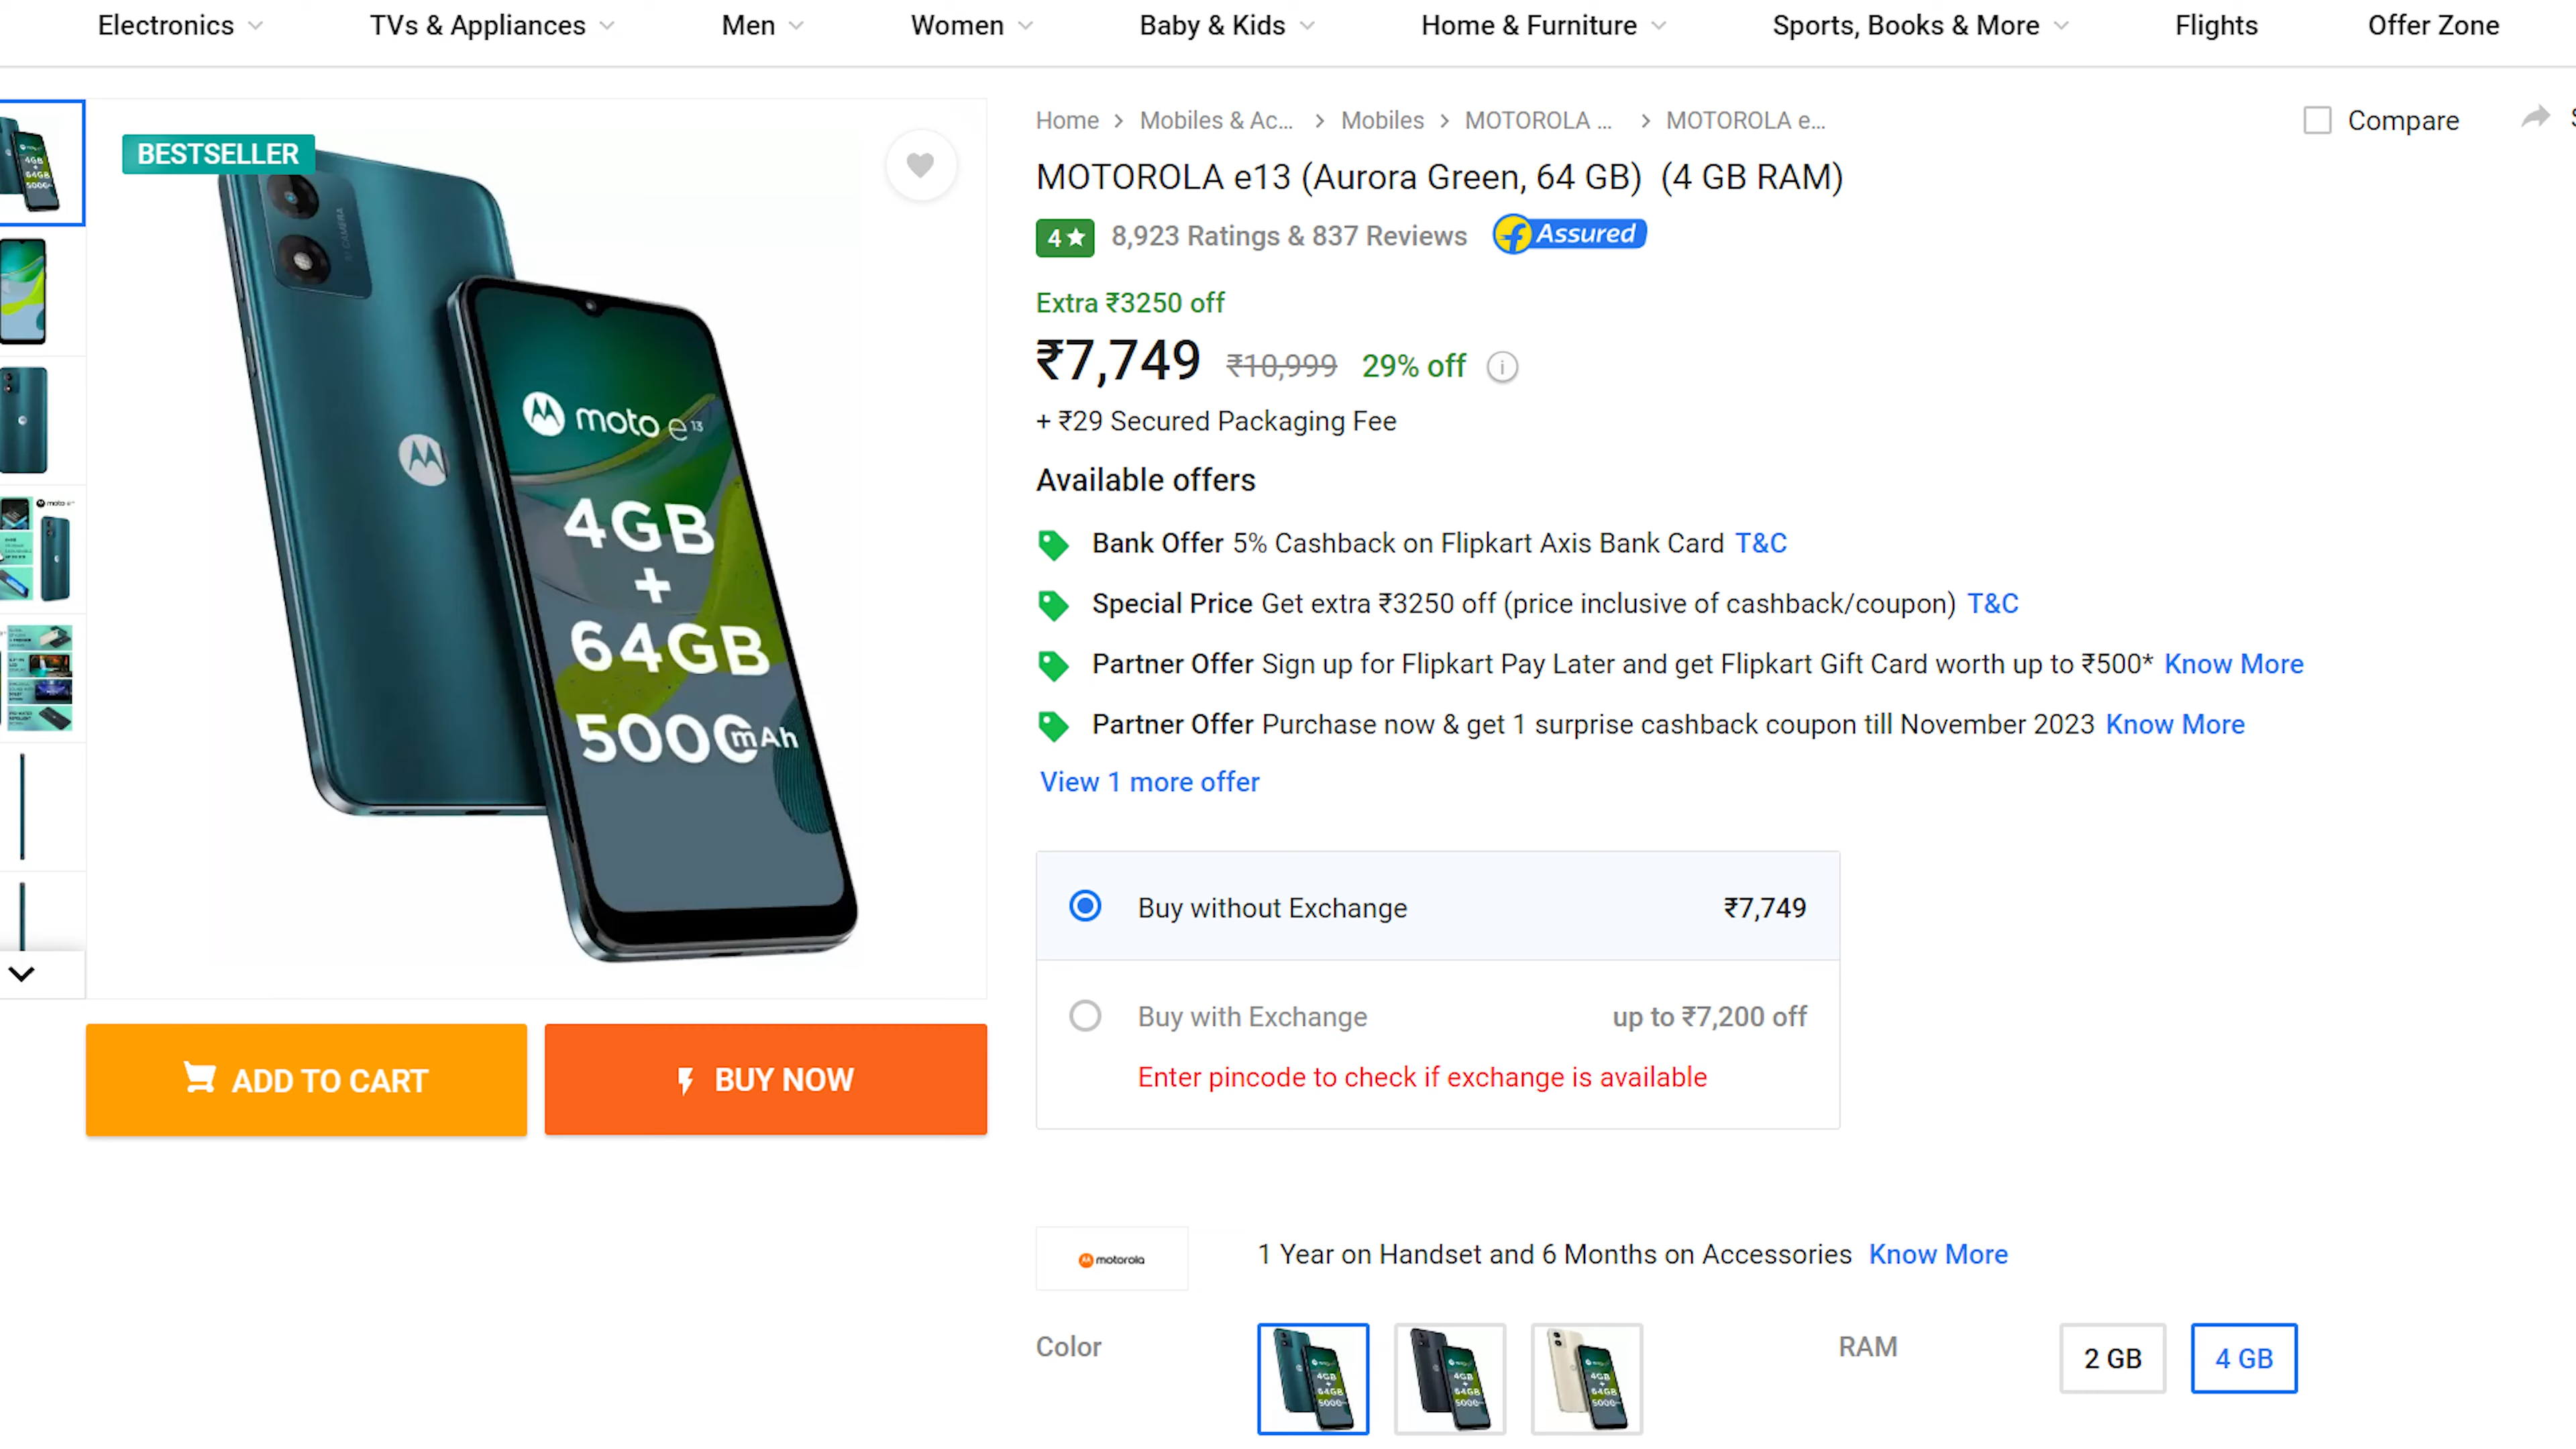 Electronics
TVs & Appliances
Men
Women
Baby & Kids
Home & Furniture
Sports, Books & More
Flights
Offer Zone
Home
Mobiles & Ac...
Mobiles
MOTOROLA ...
MOTOROLA e...
Compare
BESTSELLER
MOTOROLA e13 (Aurora Green, 64 GB) (4 GB RAM)
4★ 8,923 Ratings & 837 Reviews Assured
Extra ₹3250 off
₹7,749 ₹10,999 29% off
+ ₹29 Secured Packaging Fee
moto e13
4GB
+
64GB
5000mAh
Available offers
Bank Offer 5% Cashback on Flipkart Axis Bank Card T&C
Special Price Get extra ₹3250 off (price inclusive of cashback/coupon) T&C
Partner Offer Sign up for Flipkart Pay Later and get Flipkart Gift Card worth up to ₹500* Know More
Partner Offer Purchase now & get 1 surprise cashback coupon till November 2023 Know More
View 1 more offer
Buy without Exchange ₹7,749
Buy with Exchange up to ₹7,200 off
Enter pincode to check if exchange is available
ADD TO CART
BUY NOW
motorola
1 Year on Handset and 6 Months on Accessories Know More
Color
RAM
2 GB
4 GB